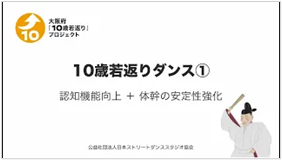 大阪府
「10歳若返り」
プロジェクト
10
10歳若返りダンス①
認知機能向上 + 体幹の安定性強化
公益社団法人日本ストリートダンススタジオ協会